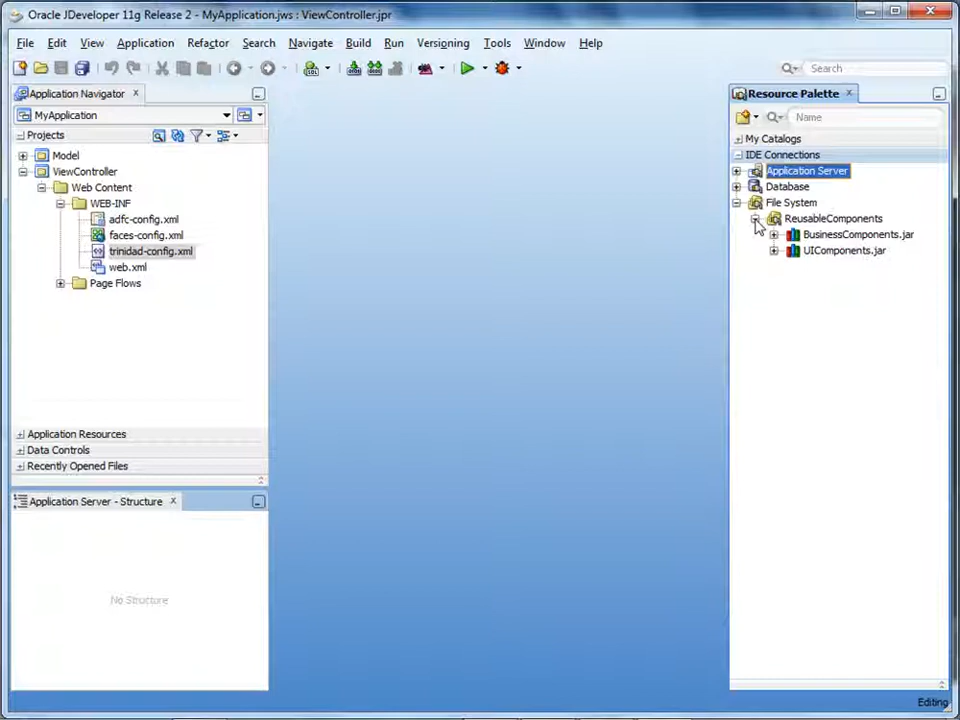 Oracle JDeveloper 11g Release 2 - MyApplication.jws : ViewController.jpr
File Edit View Application Refactor Search Navigate Build Run Versioning Tools Window Help
Search
Application Navigator
MyApplication
Projects
Model
ViewController
Web Content
WEB-INF
adfc-config.xml
faces-config.xml
trinidad-config.xml
web.xml
Page Flows
Application Resources
Data Controls
Recently Opened Files
Application Server - Structure
No Structure
Resource Palette
Name
My Catalogs
IDE Connections
Application Server
Database
File System
ReusableComponents
BusinessComponents.jar
UIComponents.jar
Editing